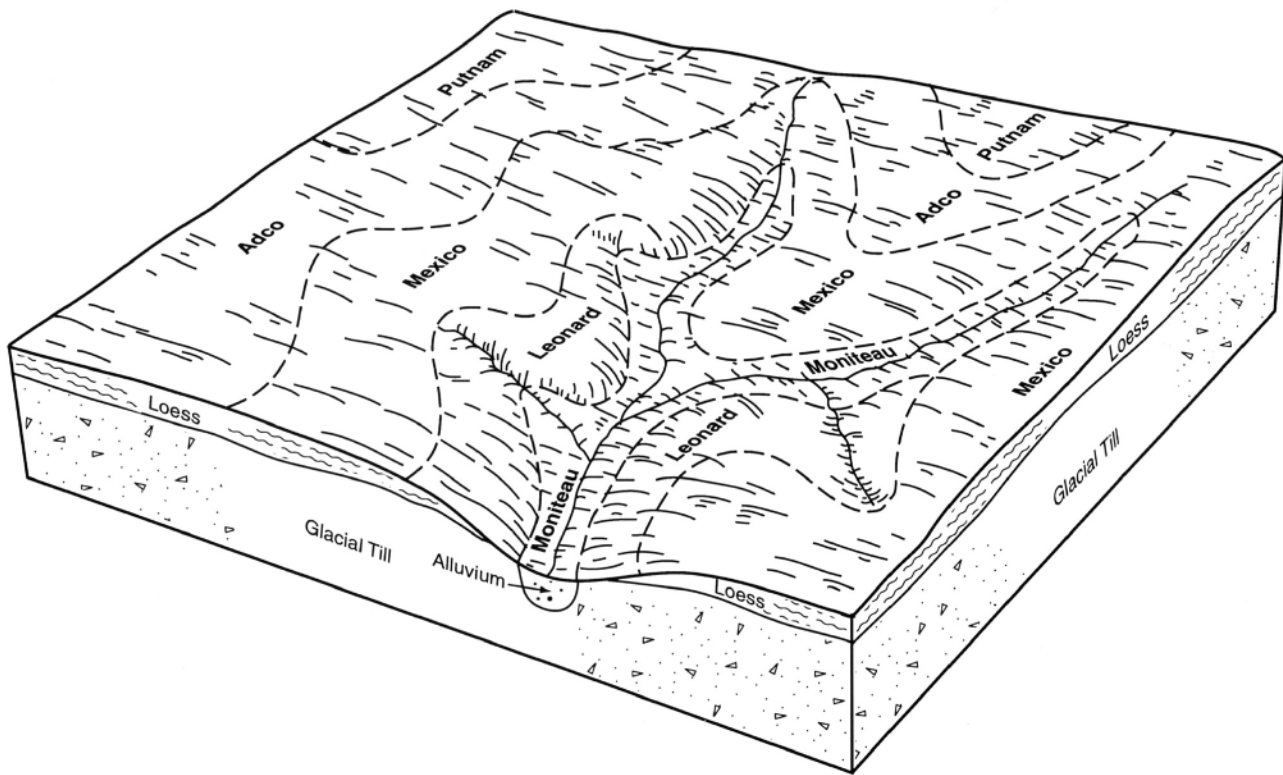 Putnam
Putnam
Adco
Adco
Mexico
Mexico
Leonard
Moniteau
Mexico
Loess
Leonard
Loess
Moniteau
Glacial Till
Glacial Till
Alluvium
Loess